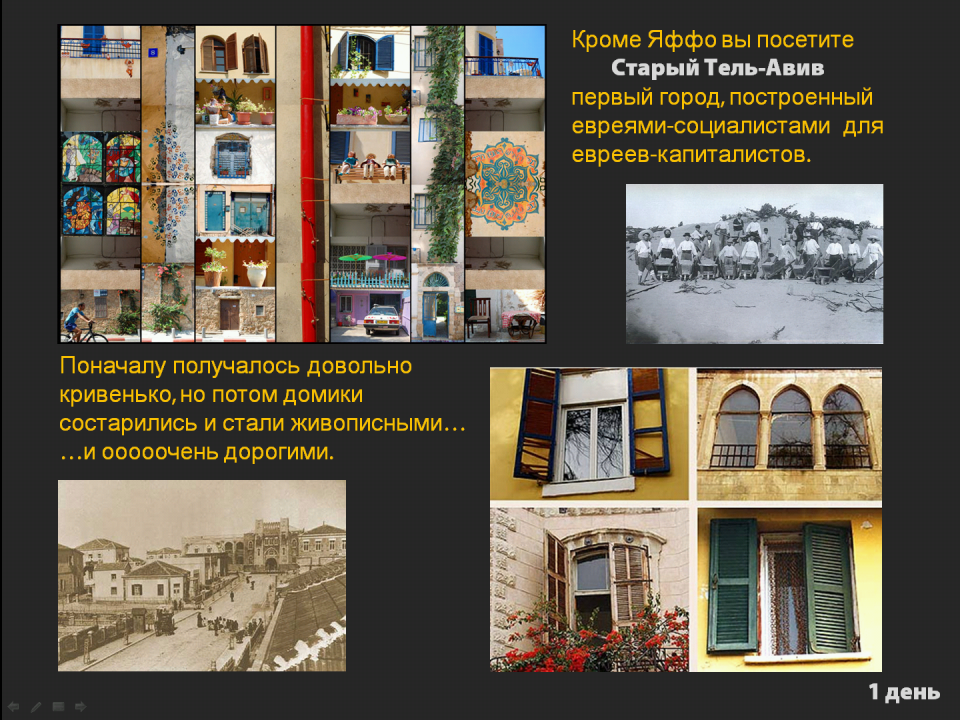 Кроме Яффо вы посетите
Старый Тель-Авив
первый город, построенный
евреями-социалистами для
евреев-капиталистов.
Поначалу получалось довольно
кривенько, но потом домики
состарились и стали живописными...
...и ооооочень дорогими.
1 день